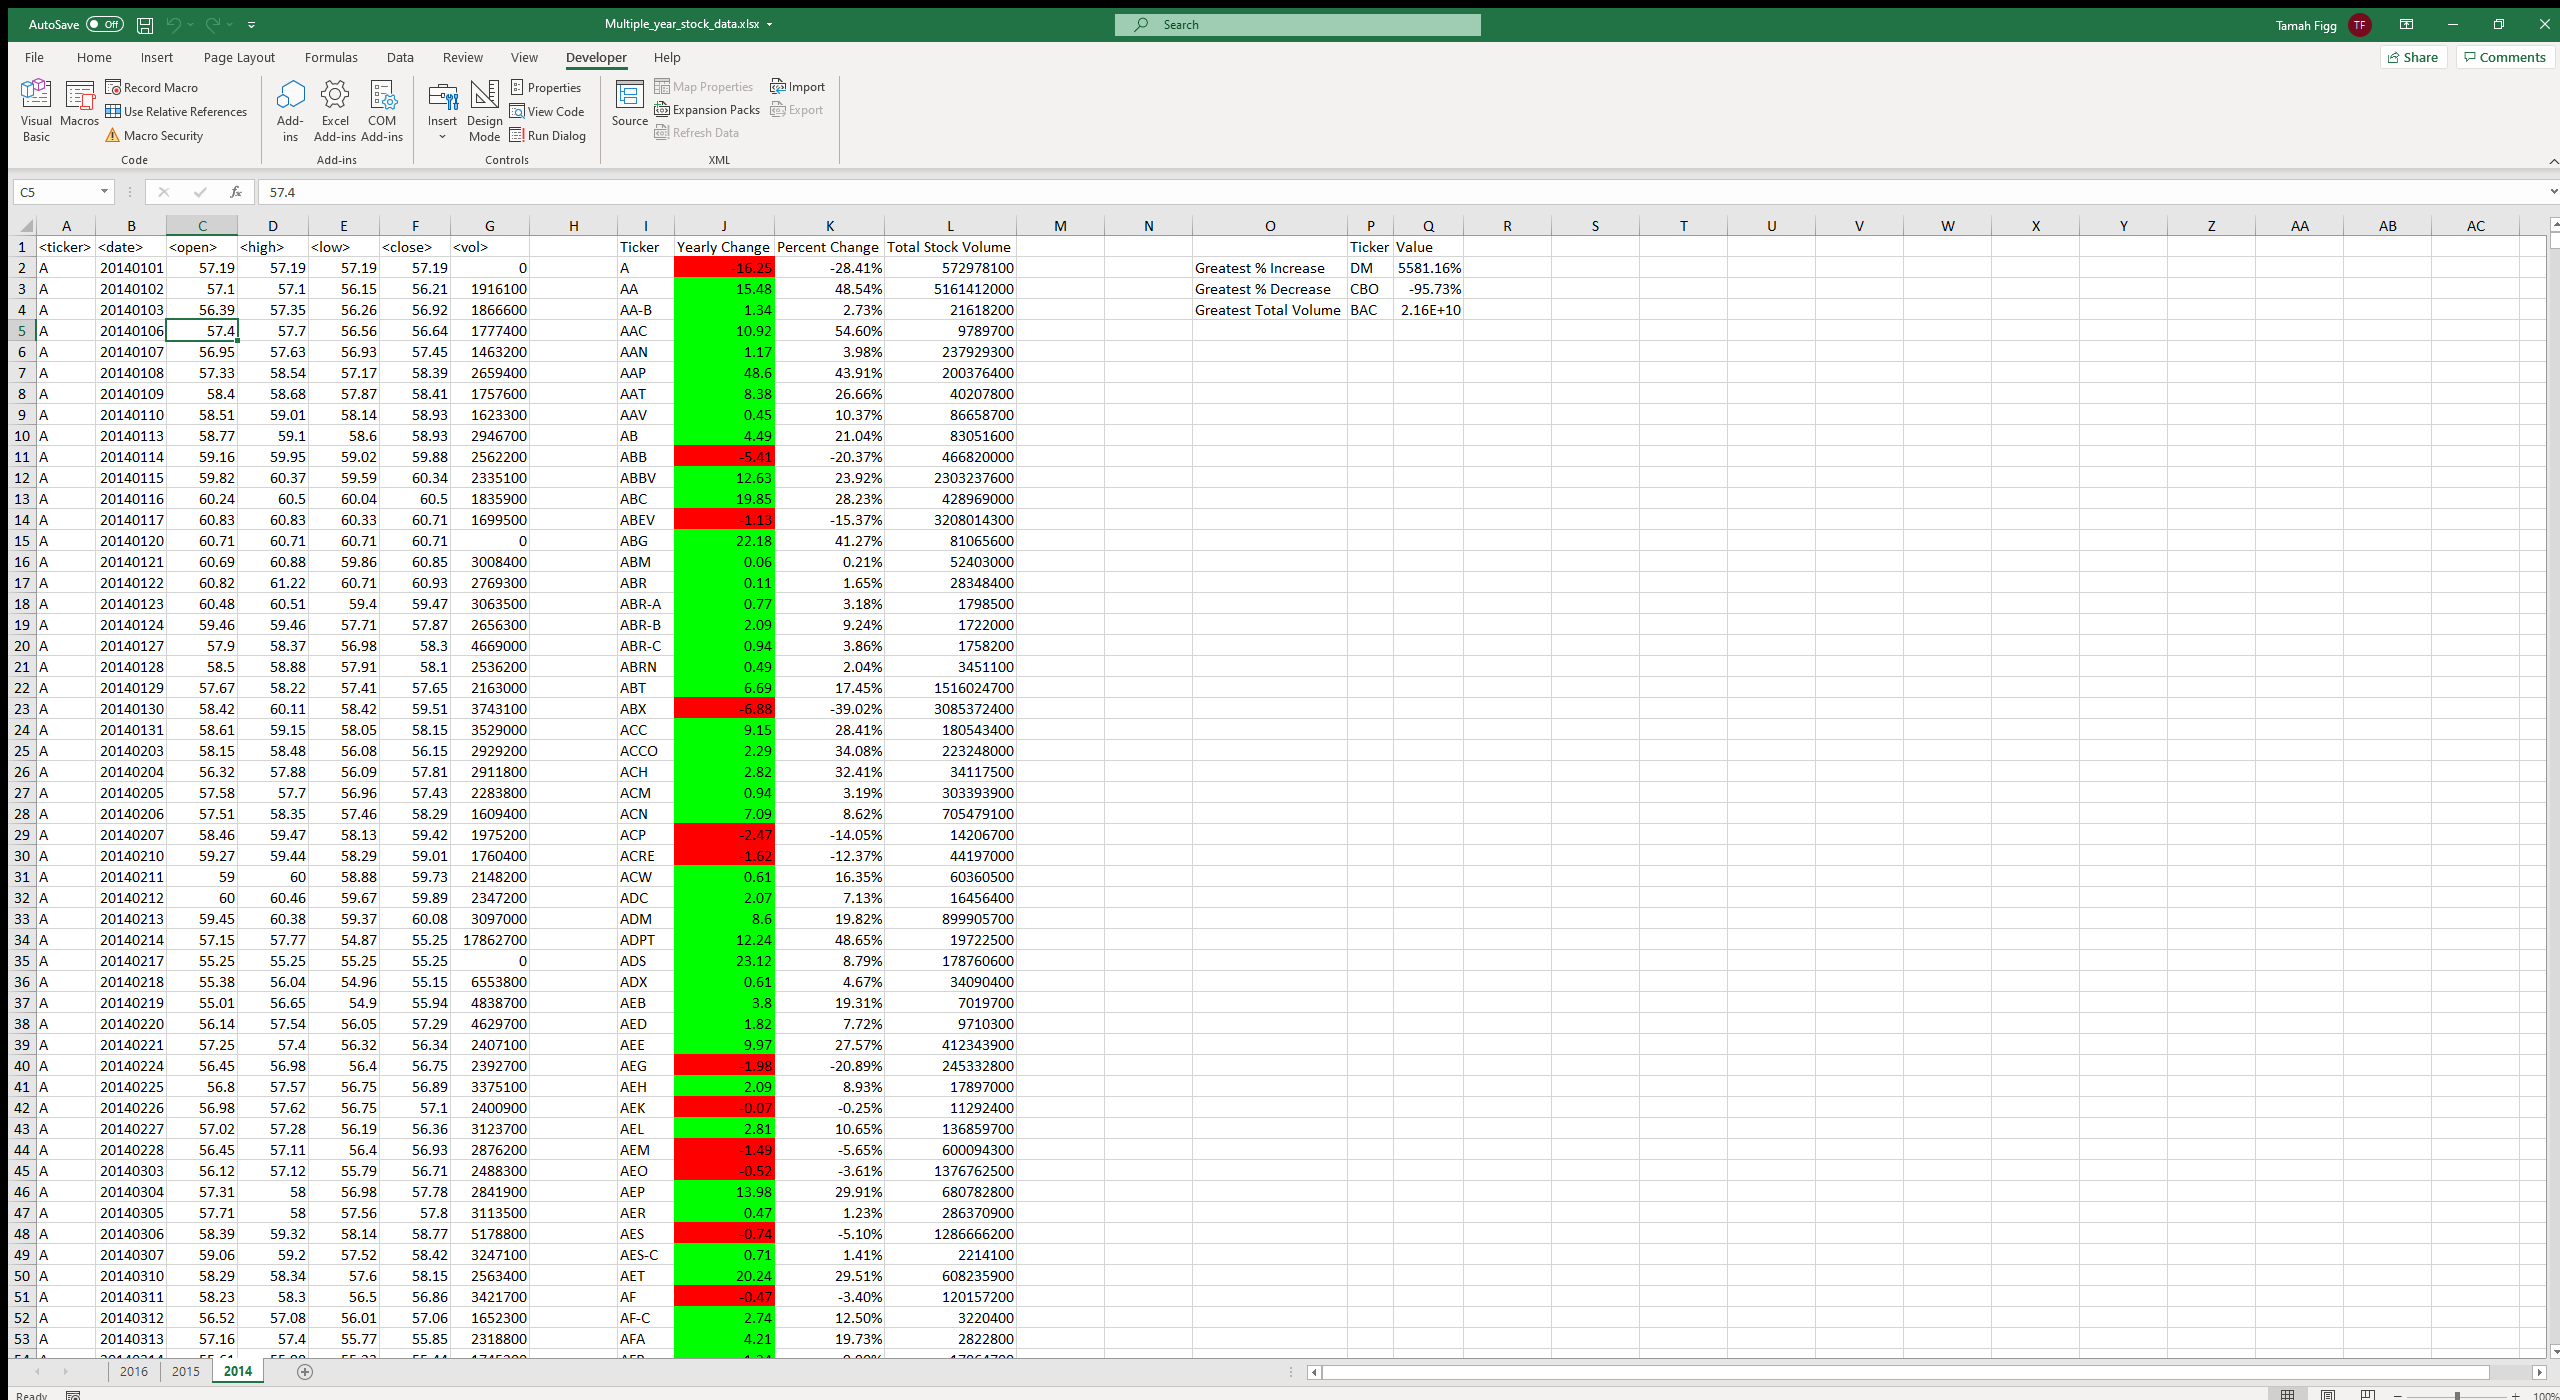 AutoSave Off Multiple_year_stock_data.xlsx Search Tamah Figg TF
File Home Insert Page Layout Formulas Data Review View Developer Help Share Comments
Visual Basic
Macros
Record Macro
Use Relative References
Macro Security
Code
Add-ins
Excel Add-ins
COM Add-ins
Add-ins
Insert
Design Mode
Properties
View Code
Run Dialog
Controls
Source
Map Properties
Expansion Packs
Refresh Data
Import
Export
XML
C5 fx 57.4
A B C D E F G H I J K L M N O P Q R S T U V W X Y Z AA AB AC
1 <ticker> <date> <open> <high> <low> <close> <vol> Ticker Yearly Change Percent Change Total Stock Volume Ticker Value
2 A 20140101 57.19 57.19 57.19 57.19 0 A -16.25 -28.41% 572978100 Greatest % Increase DM 5581.16%
3 A 20140102 57.1 57.1 56.15 56.21 1916100 AA 15.48 48.54% 5161412000 Greatest % Decrease CBO -95.73%
4 A 20140103 56.39 57.35 56.26 56.92 1866600 AA-B 1.34 2.73% 21618200 Greatest Total Volume BAC 2.16E+10
5 A 20140106 57.4 57.7 56.56 56.64 1777400 AAC 10.92 54.60% 9789700
6 A 20140107 56.95 57.63 56.93 57.45 1463200 AAN 1.17 3.98% 237929300
7 A 20140108 57.33 58.54 57.17 58.39 2659400 AAP 48.6 43.91% 200376400
8 A 20140109 58.4 58.68 57.87 58.41 1757600 AAT 8.38 26.66% 40207800
9 A 20140110 58.51 59.01 58.14 58.93 1623300 AAV 0.45 10.37% 86658700
10 A 20140113 58.77 59.1 58.6 58.93 2946700 AB 4.49 21.04% 83051600
11 A 20140114 59.16 59.95 59.02 59.88 2562200 ABB -5.41 -20.37% 466820000
12 A 20140115 59.82 60.37 59.59 60.34 2335100 ABBV 12.63 23.92% 2303237600
13 A 20140116 60.24 60.5 60.04 60.5 1835900 ABC 19.85 28.23% 428969000
14 A 20140117 60.83 60.83 60.33 60.71 1699500 ABEV -1.13 -15.37% 3208014300
15 A 20140120 60.71 60.71 60.71 60.71 0 ABG 22.18 41.27% 81065600
16 A 20140121 60.69 60.88 59.86 60.85 3008400 ABM 0.06 0.21% 52403000
17 A 20140122 60.82 61.22 60.71 60.93 2769300 ABR 0.11 1.65% 28348400
18 A 20140123 60.48 60.51 59.4 59.47 3063500 ABR-A 0.77 3.18% 1798500
19 A 20140124 59.46 59.46 57.71 57.87 2656300 ABR-B 2.09 9.24% 1722000
20 A 20140127 57.9 58.37 56.98 58.3 4669000 ABR-C 0.94 3.86% 1758200
21 A 20140128 58.5 58.88 57.91 58.1 2536200 ABRN 0.49 2.04% 3451100
22 A 20140129 57.67 58.22 57.41 57.65 2163000 ABT 6.69 17.45% 1516024700
23 A 20140130 58.42 60.11 58.42 59.51 3743100 ABX -6.88 -39.02% 3085372400
24 A 20140131 58.61 59.15 58.05 58.15 3529000 ACC 9.15 28.41% 180543400
25 A 20140203 58.15 58.48 56.08 56.15 2929200 ACCO 2.29 34.08% 223248000
26 A 20140204 56.32 57.88 56.09 57.81 2911800 ACH 2.82 32.41% 34117500
27 A 20140205 57.58 57.7 56.96 57.43 2283800 ACM 0.94 3.19% 303393900
28 A 20140206 57.51 58.35 57.46 58.29 1609400 ACN 7.09 8.62% 705479100
29 A 20140207 58.46 59.47 58.13 59.42 1975200 ACP -2.47 -14.05% 14206700
30 A 20140210 59.27 59.44 58.29 59.01 1760400 ACRE -1.62 -12.37% 44197000
31 A 20140211 59 60 58.88 59.73 2148200 ACW 0.61 16.35% 60360500
32 A 20140212 60 60.46 59.67 59.89 2347200 ADC 2.07 7.13% 16456400
33 A 20140213 59.45 60.38 59.37 60.08 3097000 ADM 8.6 19.82% 899905700
34 A 20140214 57.15 57.77 54.87 55.25 17862700 ADPT 12.24 48.65% 19722500
35 A 20140217 55.25 55.25 55.25 55.25 0 ADS 23.12 8.79% 178760600
36 A 20140218 55.38 56.04 54.96 55.15 6553800 ADX 0.61 4.67% 34090400
37 A 20140219 55.01 56.65 54.9 55.94 4838700 AEB 3.8 19.31% 7019700
38 A 20140220 56.14 57.54 56.05 57.29 4629700 AED 1.82 7.72% 9710300
39 A 20140221 57.25 57.4 56.32 56.34 2407100 AEE 9.97 27.57% 412343900
40 A 20140224 56.45 56.98 56.4 56.75 2392700 AEG -1.98 -20.89% 245332800
41 A 20140225 56.8 57.57 56.75 56.89 3375100 AEH 2.09 8.93% 17897000
42 A 20140226 56.98 57.62 56.75 57.1 2400900 AEK -0.07 -0.25% 11292400
43 A 20140227 57.02 57.28 56.19 56.36 3123700 AEL 2.81 10.65% 136859700
44 A 20140228 56.45 57.11 56.4 56.93 2876200 AEM -1.49 -5.65% 600094300
45 A 20140303 56.12 57.12 55.79 56.71 2488300 AEO -0.52 -3.61% 1376762500
46 A 20140304 57.31 58 56.98 57.78 2841900 AEP 13.98 29.91% 680782800
47 A 20140305 57.71 58 57.56 57.8 3113500 AER 0.47 1.23% 286370900
48 A 20140306 58.39 59.32 58.14 58.77 5178800 AES -0.74 -5.10% 1286666200
49 A 20140307 59.06 59.2 57.52 58.42 3247100 AES-C 0.71 1.41% 2214100
50 A 20140310 58.29 58.34 57.6 58.15 2563400 AET 20.24 29.51% 608235900
51 A 20140311 58.23 58.3 56.5 56.86 3421700 AF -0.47 -3.40% 120157200
52 A 20140312 56.52 57.08 56.01 57.06 1652300 AF-C 2.74 12.50% 3220400
53 A 20140313 57.16 57.4 55.77 55.85 2318800 AFA 4.21 19.73% 2822800
2016 2015 2014
Ready 100%